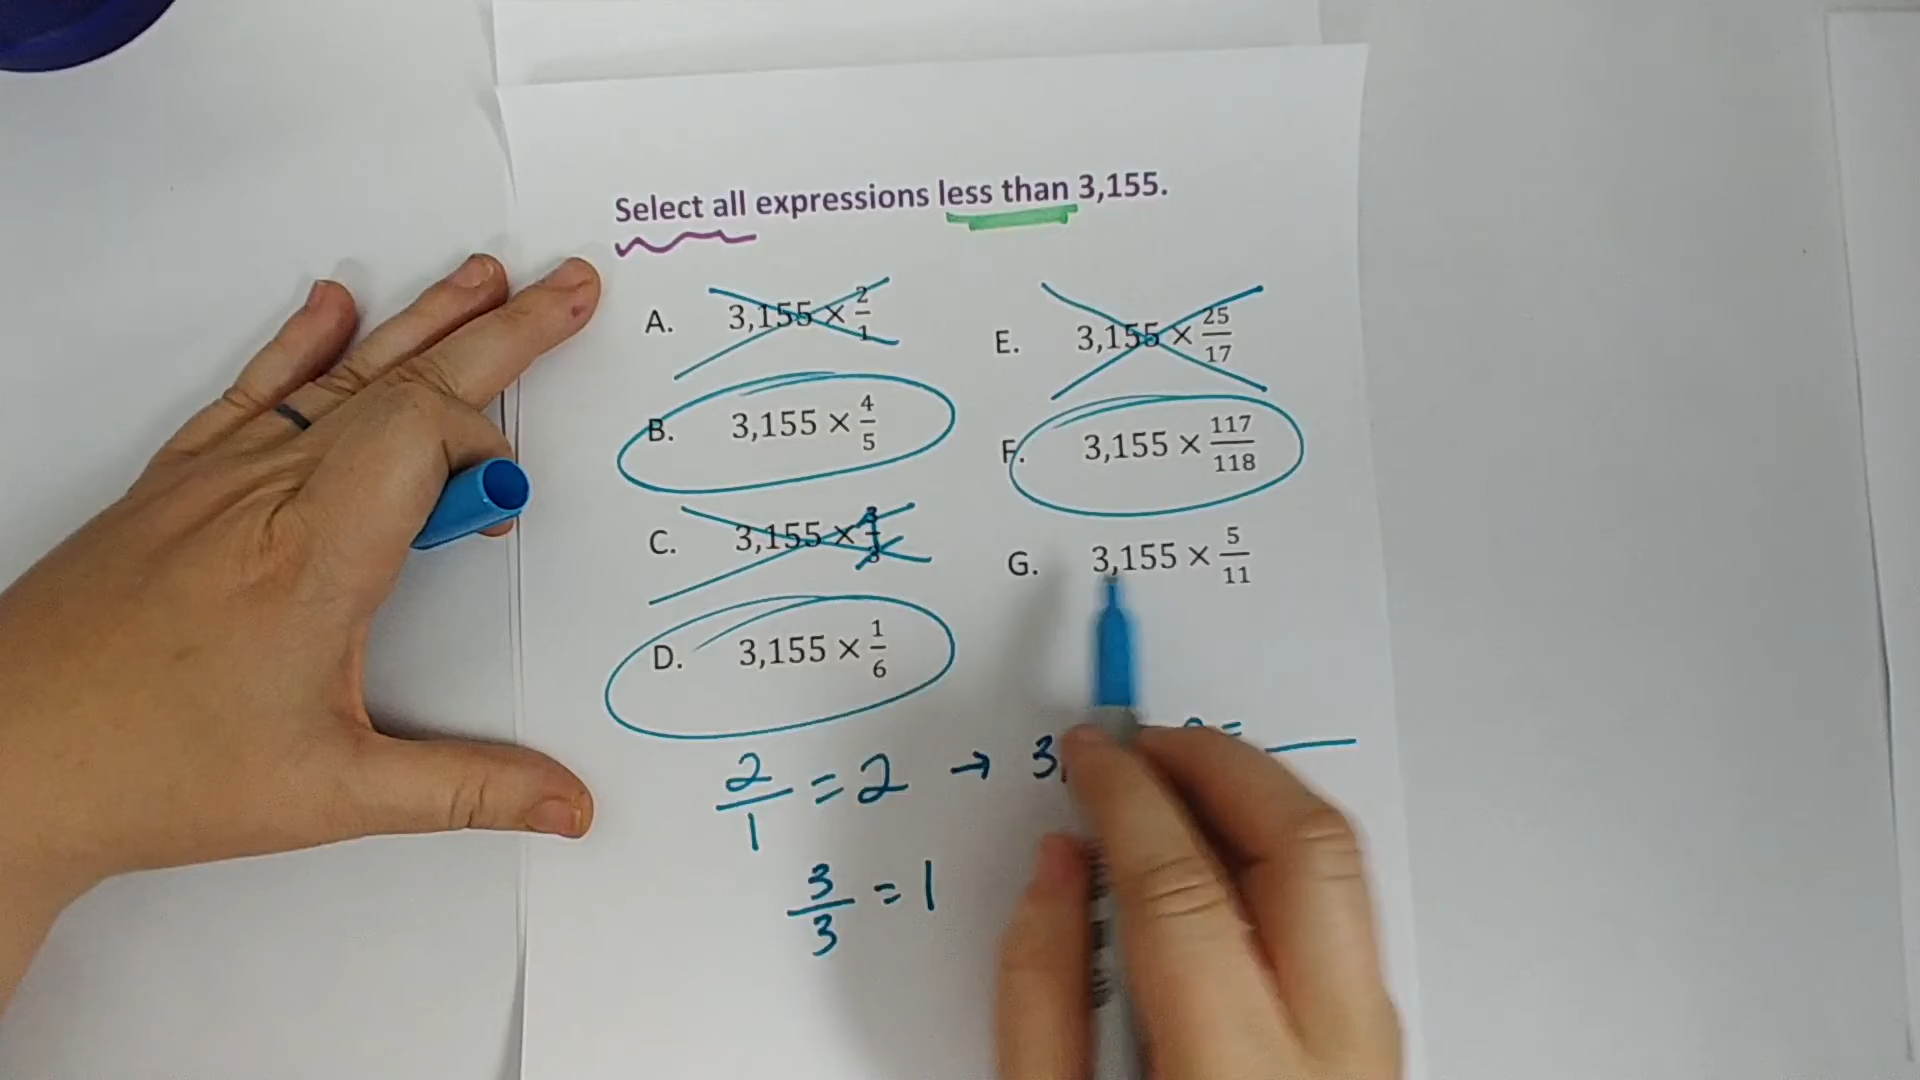 Select all expressions less than 3,155.
A. 3,155 × 2/1
B. 3,155 × 4/5
C. 3,155 × 3/3
D. 3,155 × 1/6
E. 3,155 × 25/17
F. 3,155 × 117/118
G. 3,155 × 5/11
2/1 = 2 → 3,
3/3 = 1